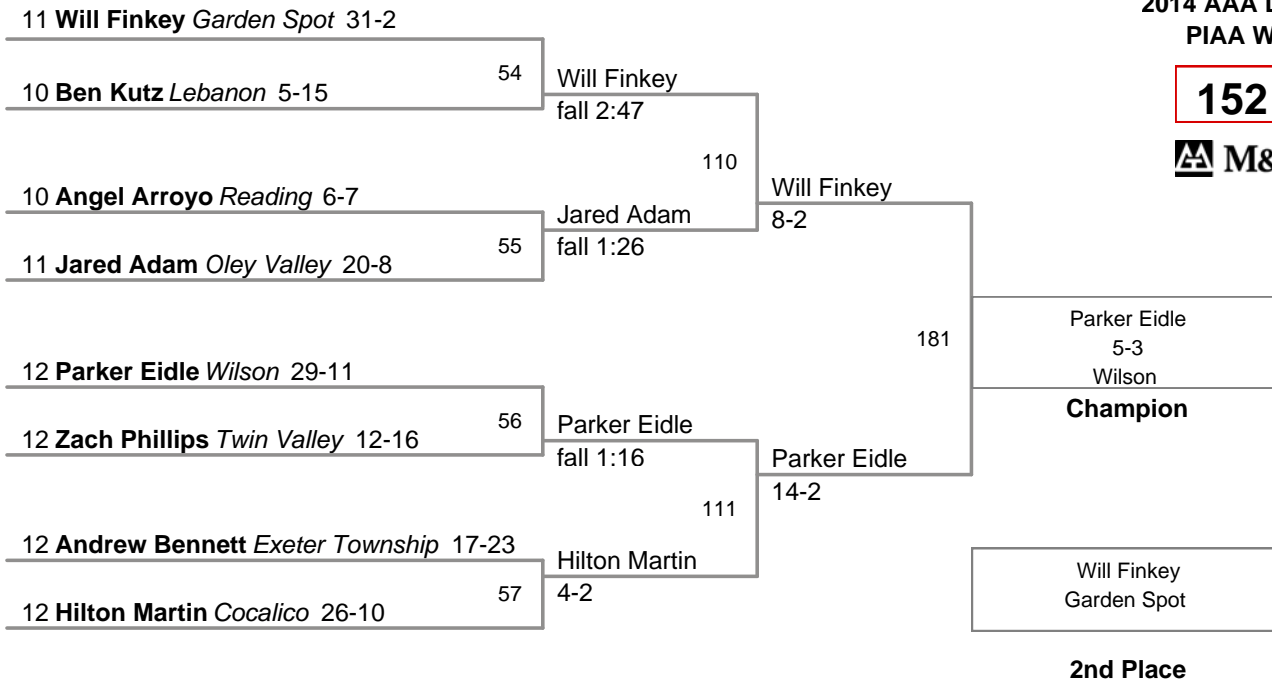 2014 AAA
PIAA W
152
M&
11 Will Finkey Garden Spot 31-2
10 Ben Kutz Lebanon 5-15
54
Will Finkey
fall 2:47
110
10 Angel Arroyo Reading 6-7
11 Jared Adam Oley Valley 20-8
55
Jared Adam
fall 1:26
Will Finkey
8-2
181
12 Parker Eidle Wilson 29-11
12 Zach Phillips Twin Valley 12-16
56
Parker Eidle
fall 1:16
111
12 Andrew Bennett Exeter Township 17-23
12 Hilton Martin Cocalico 26-10
57
Hilton Martin
4-2
Parker Eidle
14-2
Parker Eidle
5-3
Wilson
Champion
Will Finkey
Garden Spot
2nd Place